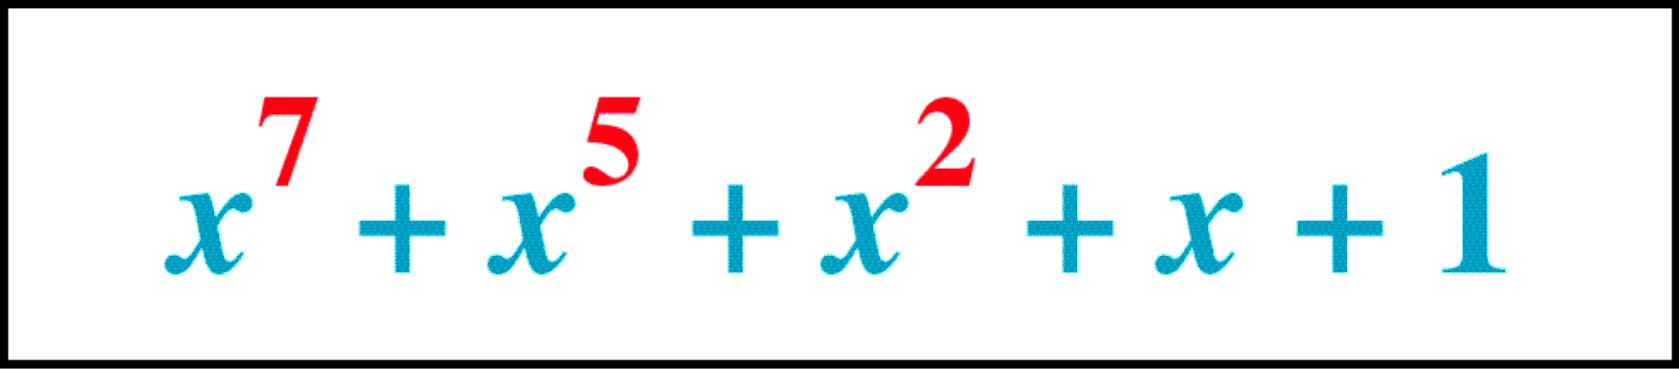 x⁷ + x⁵ + x² + x + 1